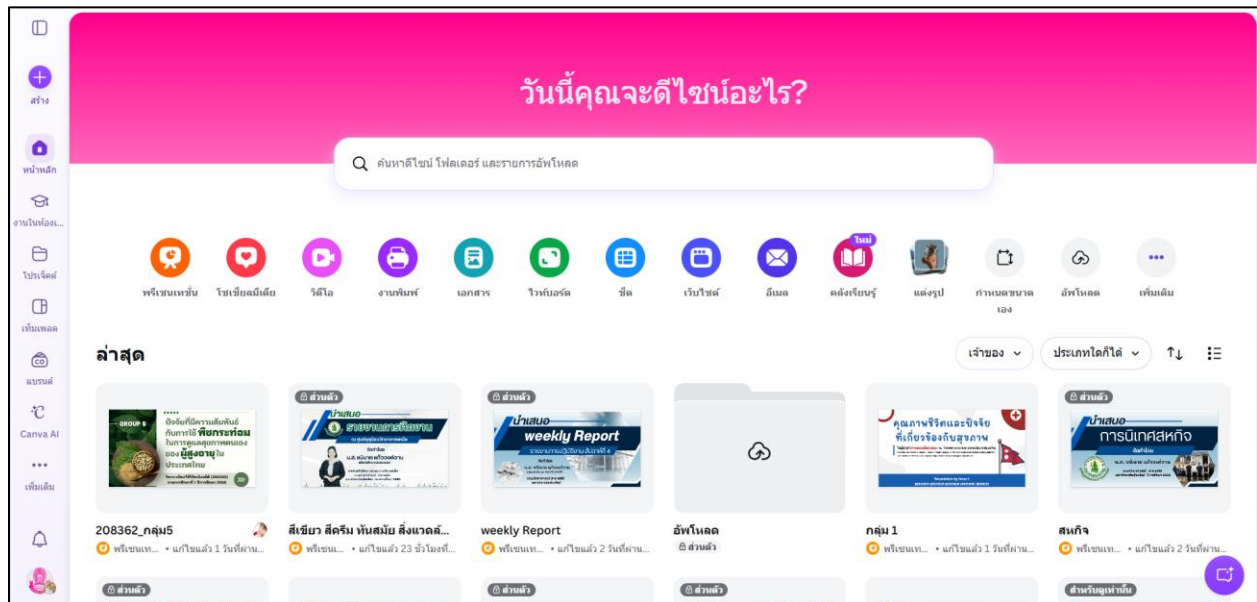 วันนี้คุณจะดีไซน์อะไร?
ค้นหาดีไซน์ โฟลเดอร์ และรายการอัพโหลด
สร้าง
หน้าหลัก
งานในห้องเ...
โปรเจ็คต์
เท็มเพลต
แบรนด์
Canva AI
เพิ่มเติม
ใหม่
พรีเซนเทชั่น
โซเชียลมีเดีย
วิดีโอ
งานพิมพ์
เอกสาร
ไวท์บอร์ด
ชีต
เว็บไซต์
อีเมล
คลังเรียนรู้
แต่งรูป
กำหนดขนาด
เอง
อัพโหลด
เพิ่มเติม
ล่าสุด
เจ้าของ
ประเภทใดก็ได้
GROUP 5
ปัจจัยที่มีความสัมพันธ์
กับการใช้ พืชกระท่อม
ในการดูแลสุขภาพตนเอง
ของ ผู้สูงอายุ ใน
ประเทศไทย
208362_กลุ่ม5
พรีเซนเท... • แก้ไขแล้ว 1 วันที่ผ่าน...
ส่วนตัว
นำเสนอ
รายงานการฝึกงาน
สีเขียว สีครีม ทันสมัย สิ่งแวดล้...
พรีเซน... • แก้ไขแล้ว 23 ชั่วโมงที่...
ส่วนตัว
นำเสนอ
weekly Report
รายงานการปฏิบัติงาน สัปดาห์ที่ 4
weekly Report
พรีเซนเท... • แก้ไขแล้ว 2 วันที่ผ่าน...
อัพโหลด
ส่วนตัว
คุณภาพชีวิตและปัจจัย
ที่เกี่ยวข้องกับสุขภาพ
กลุ่ม 1
พรีเซนเท... • แก้ไขแล้ว 1 วันที่ผ่าน...
ส่วนตัว
นำเสนอ
การนิเทศสหกิจ
สหกิจ
พรีเซนเท... • แก้ไขแล้ว 2 วันที่ผ่าน...
ส่วนตัว
ส่วนตัว
ส่วนตัว
สำหรับดูเท่านั้น